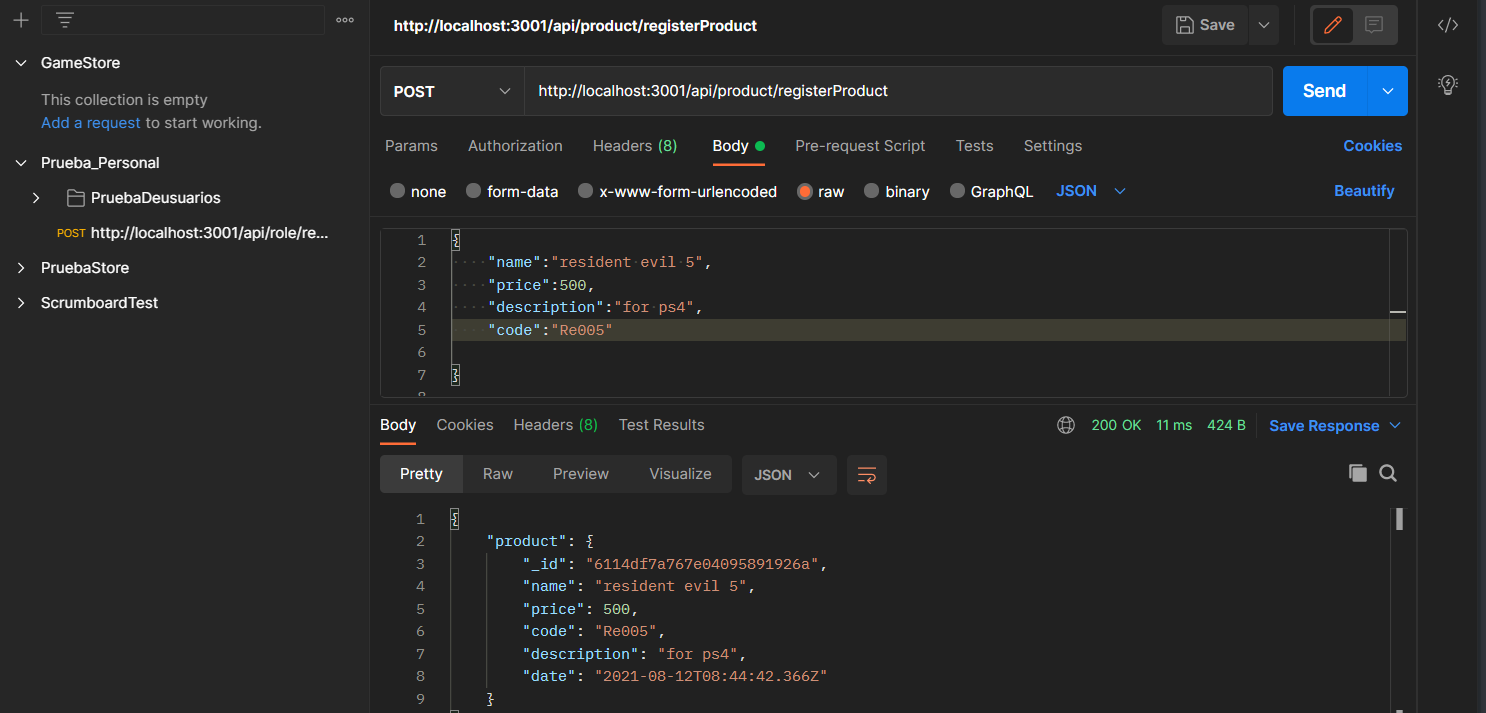 GameStore
This collection is empty
Add a request to start working.
Prueba_Personal
PruebaDeusuarios
POST http://localhost:3001/api/role/re...
PruebaStore
ScrumboardTest
http://localhost:3001/api/product/registerProduct
Save
POST http://localhost:3001/api/product/registerProduct
Send
Params Authorization Headers (8) Body Pre-request Script Tests Settings Cookies
none form-data x-www-form-urlencoded raw binary GraphQL JSON Beautify
1 {
2 "name":"resident evil 5",
3 "price":500,
4 "description":"for ps4",
5 "code":"Re005"
6
7 }
8
Body Cookies Headers (8) Test Results 200 OK 11 ms 424 B Save Response
Pretty Raw Preview Visualize JSON
1 {
2 "product": {
3 "_id": "6114df7a767e04095891926a",
4 "name": "resident evil 5",
5 "price": 500,
6 "code": "Re005",
7 "description": "for ps4",
8 "date": "2021-08-12T08:44:42.366Z"
9 }